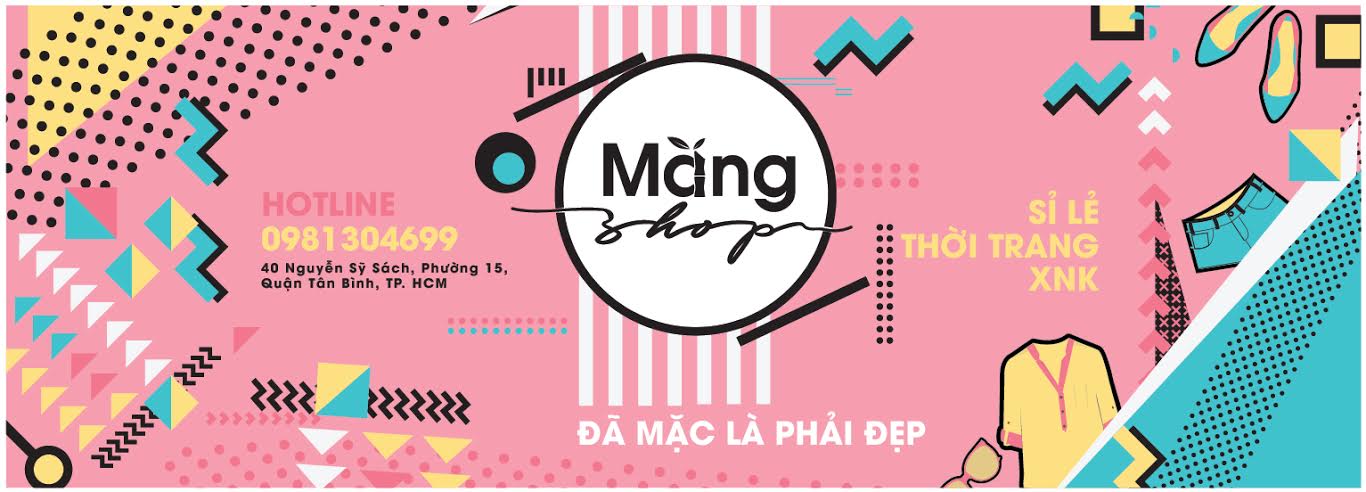 Măng
shop
HOTLINE
0981304699
40 Nguyễn Sỹ Sách, Phường 15,
Quận Tân Bình, TP. HCM
SỈ LẺ
THỜI TRANG
XNK
ĐÃ MẶC LÀ PHẢI ĐẸP